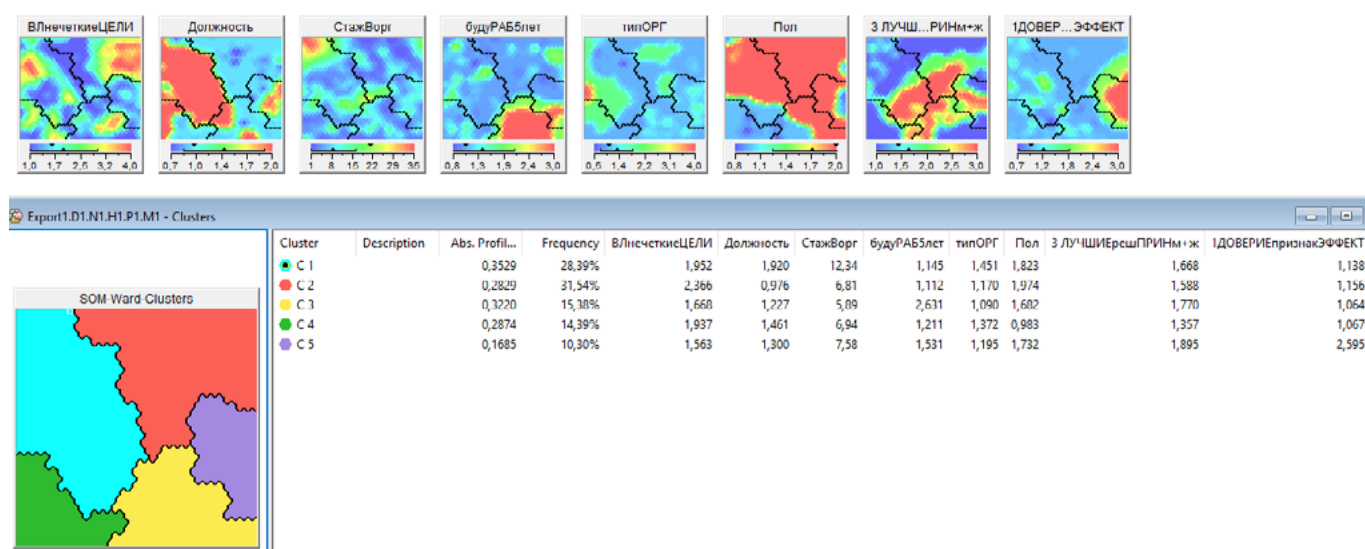 ВЛнечеткиеЦЕЛИ Должность СтажВорг будуРАБ5лет типОРГ Пол 3 ЛУЧШ...РИНм+ж 1ДОВЕР...ЭФФЕКТ
1,0 1,7 2,5 3,2 4,0 0,7 1,0 1,4 1,7 2,0 1 8 15 22 29 35 0,8 1,3 1,9 2,4 3,0 0,5 1,4 2,2 3,1 4,0 0,8 1,1 1,4 1,7 2,0 1,0 1,5 2,0 2,5 3,0 0,7 1,2 1,8 2,4 3,0
Export1.D1.N1.H1.P1.M1 - Clusters
Cluster Description Abs. Profil... Frequency ВЛнечеткиеЦЕЛИ Должность СтажВорг будуРАБ5лет типОРГ Пол 3 ЛУЧШИЕрешПРИНм+ж 1ДОВЕРИЕпризнакЭФФЕКТ
C 1 0,3529 28,39% 1,952 1,920 12,34 1,145 1,451 1,823 1,668 1,138
C 2 0,2829 31,54% 2,366 0,976 6,81 1,112 1,170 1,974 1,588 1,156
C 3 0,3220 15,38% 1,668 1,227 5,89 2,631 1,090 1,682 1,770 1,064
C 4 0,2874 14,39% 1,937 1,461 6,94 1,211 1,372 0,983 1,357 1,067
C 5 0,1685 10,30% 1,563 1,300 7,58 1,531 1,195 1,732 1,895 2,595
SOM-Ward-Clusters